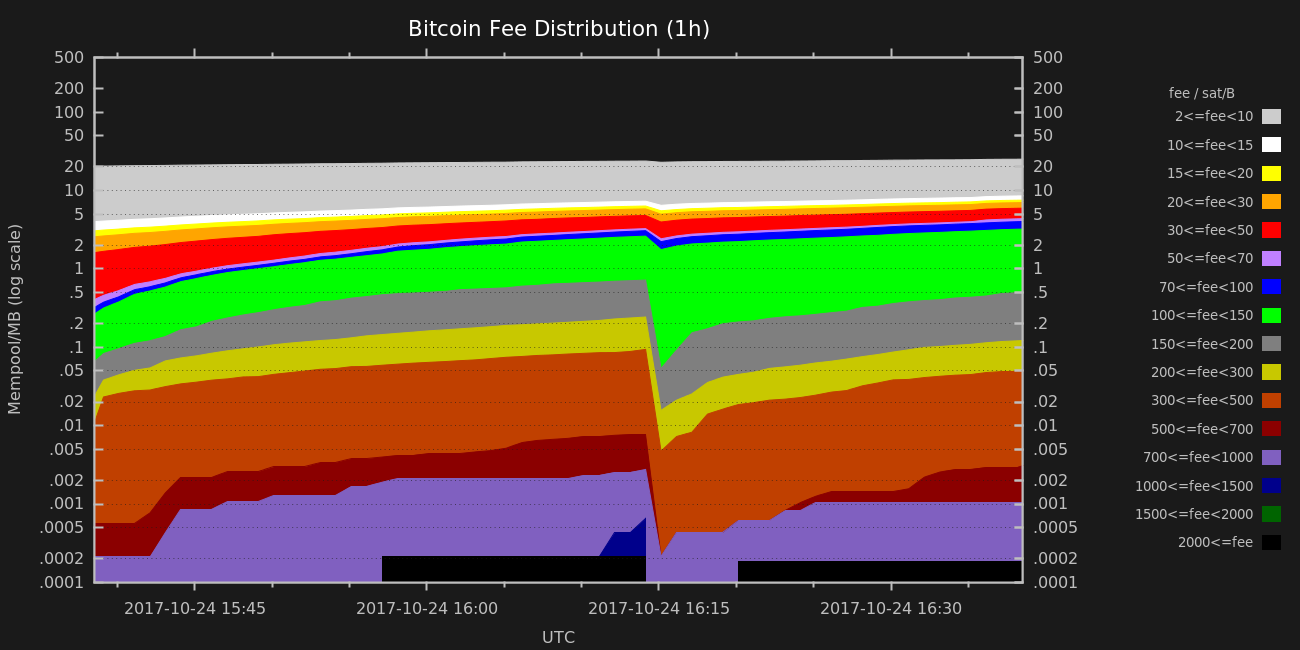 Bitcoin Fee Distribution (1h)
500 500
200 200
100 100
50 50
20 20
10 10
5 5
2 2
1 1
.5 .5
.2 .2
.1 .1
.05 .05
.02 .02
.01 .01
.005 .005
.002 .002
.001 .001
.0005 .0005
.0002 .0002
.0001 .0001
Mempool/MB (log scale)
2017-10-24 15:45 2017-10-24 16:00 2017-10-24 16:15 2017-10-24 16:30
UTC
fee / sat/B
2<=fee<10
10<=fee<15
15<=fee<20
20<=fee<30
30<=fee<50
50<=fee<70
70<=fee<100
100<=fee<150
150<=fee<200
200<=fee<300
300<=fee<500
500<=fee<700
700<=fee<1000
1000<=fee<1500
1500<=fee<2000
2000<=fee